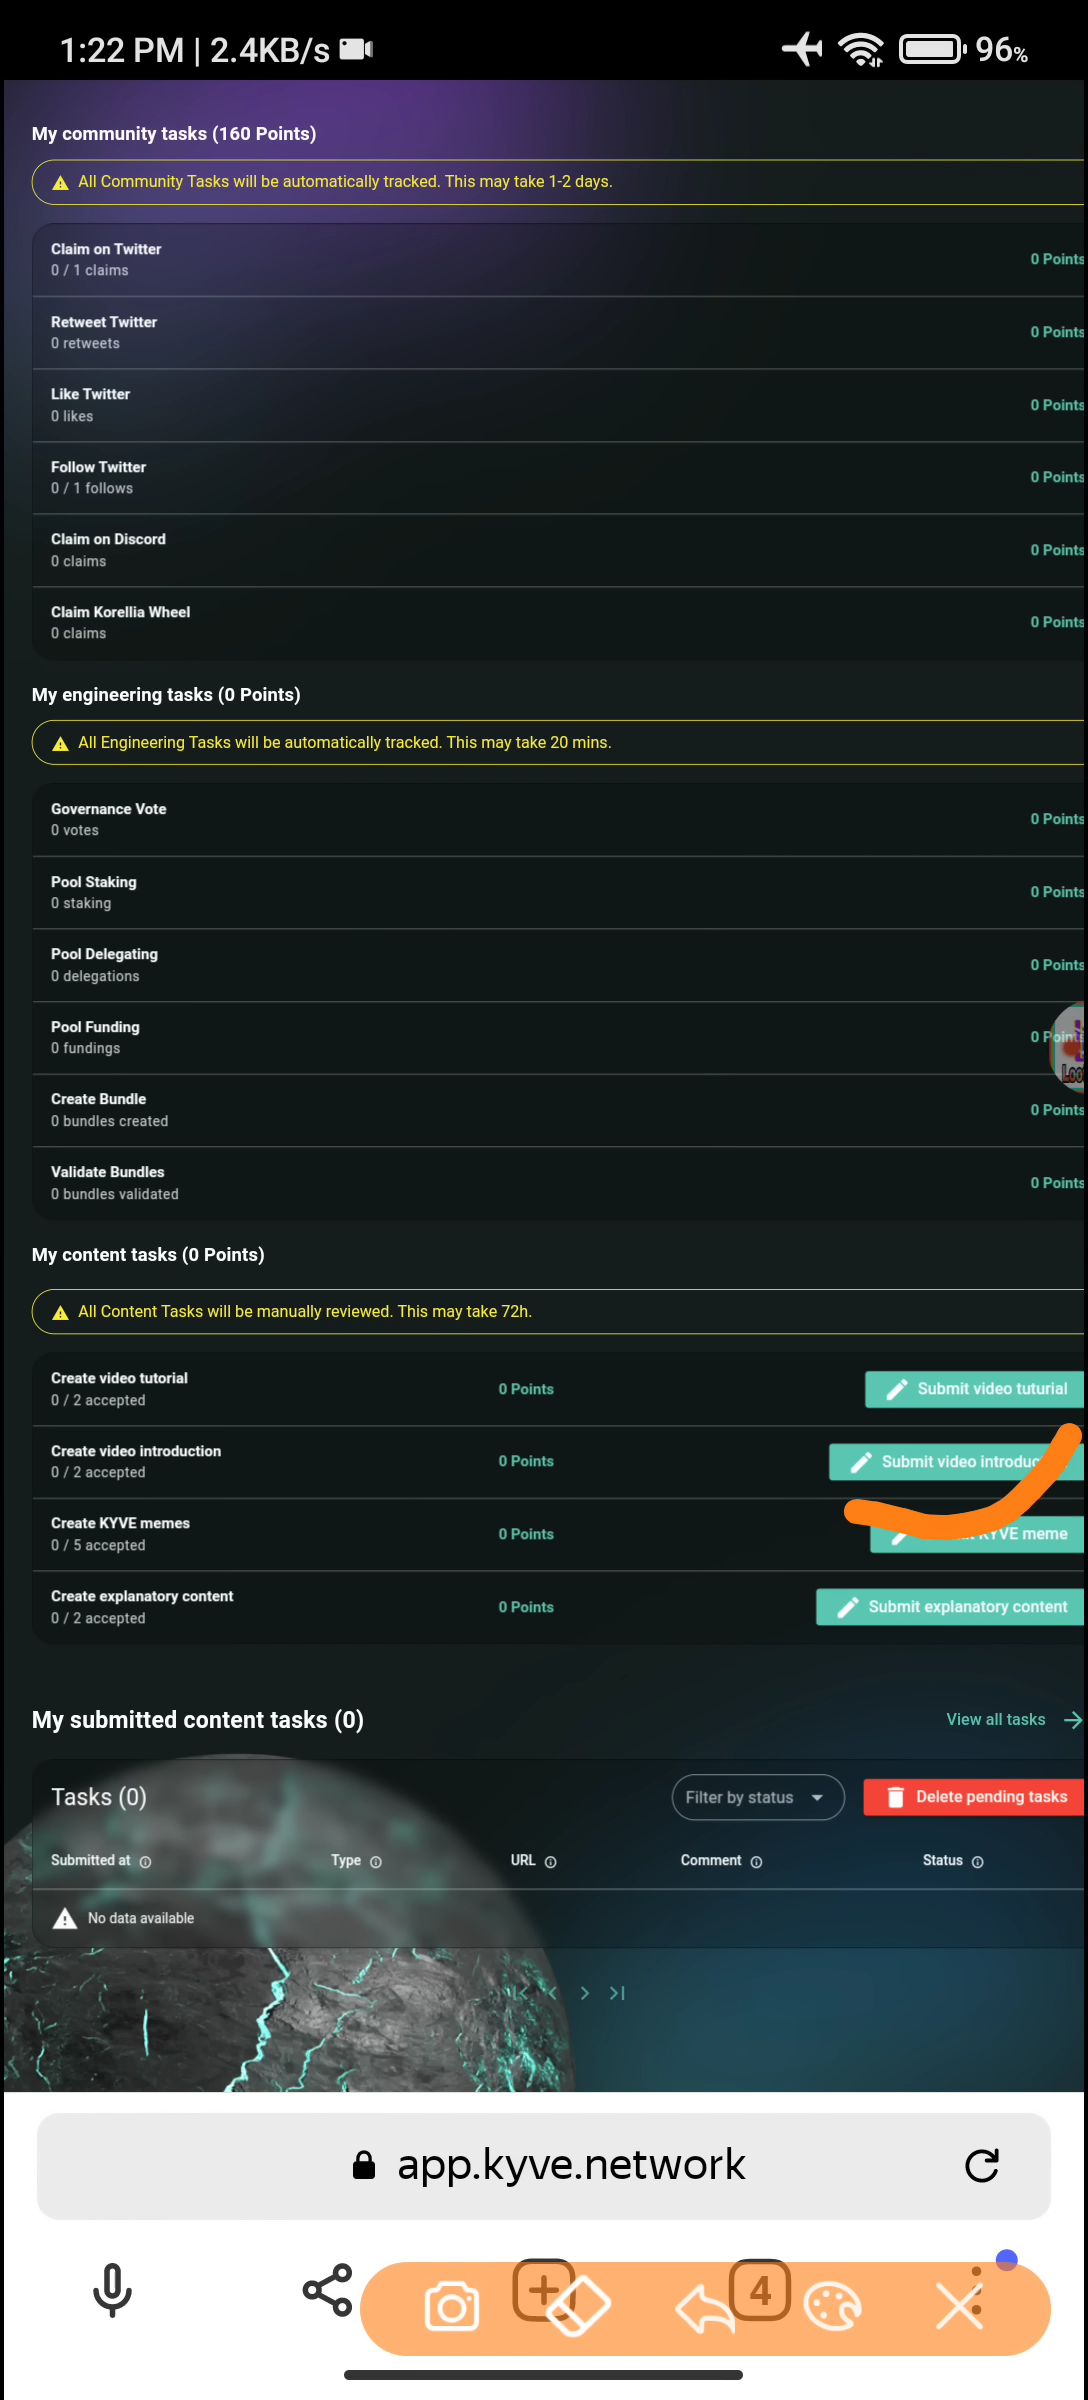 1:22 PM | 2.4KB/s 96%
My community tasks (160 Points)
All Community Tasks will be automatically tracked. This may take 1-2 days.
Claim on Twitter
0 / 1 claims
0 Points
Retweet Twitter
0 retweets
0 Points
Like Twitter
0 likes
0 Points
Follow Twitter
0 / 1 follows
0 Points
Claim on Discord
0 claims
0 Points
Claim Korellia Wheel
0 claims
0 Points
My engineering tasks (0 Points)
All Engineering Tasks will be automatically tracked. This may take 20 mins.
Governance Vote
0 votes
0 Points
Pool Staking
0 staking
0 Points
Pool Delegating
0 delegations
0 Points
Pool Funding
0 fundings
0 Points
Create Bundle
0 bundles created
0 Points
Validate Bundles
0 bundles validated
0 Points
My content tasks (0 Points)
All Content Tasks will be manually reviewed. This may take 72h.
Create video tutorial
0 / 2 accepted
0 Points
Submit video tuturial
Create video introduction
0 / 2 accepted
0 Points
Submit video
Create KYVE memes
0 / 5 accepted
0 Points
KYVE meme
Create explanatory content
0 / 2 accepted
0 Points
Submit explanatory content
My submitted content tasks (0)
View all tasks
Tasks (0)
Filter by status
Delete pending tasks
Submitted at Type URL Comment Status
No data available
app.kyve.network
4